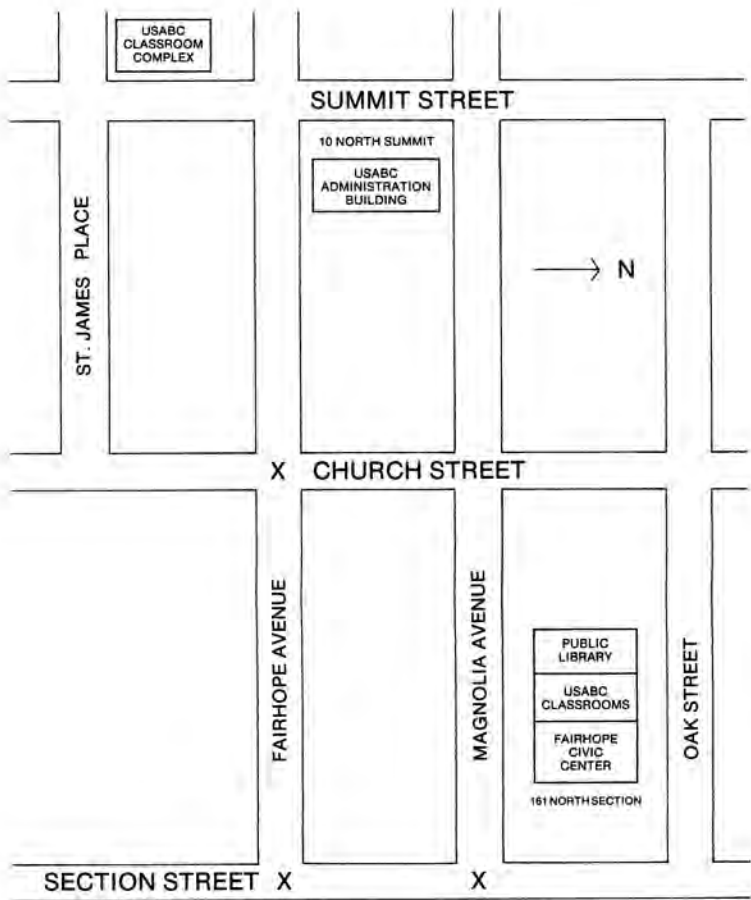 USABC
CLASSROOM
COMPLEX
SUMMIT STREET
10 NORTH SUMMIT
USABC
ADMINISTRATION
BUILDING
ST. JAMES PLACE
N
X CHURCH STREET
FAIRHOPE AVENUE
MAGNOLIA AVENUE
PUBLIC
LIBRARY
USABC
CLASSROOMS
FAIRHOPE
CIVIC
CENTER
161 NORTH SECTION
OAK STREET
SECTION STREET X X